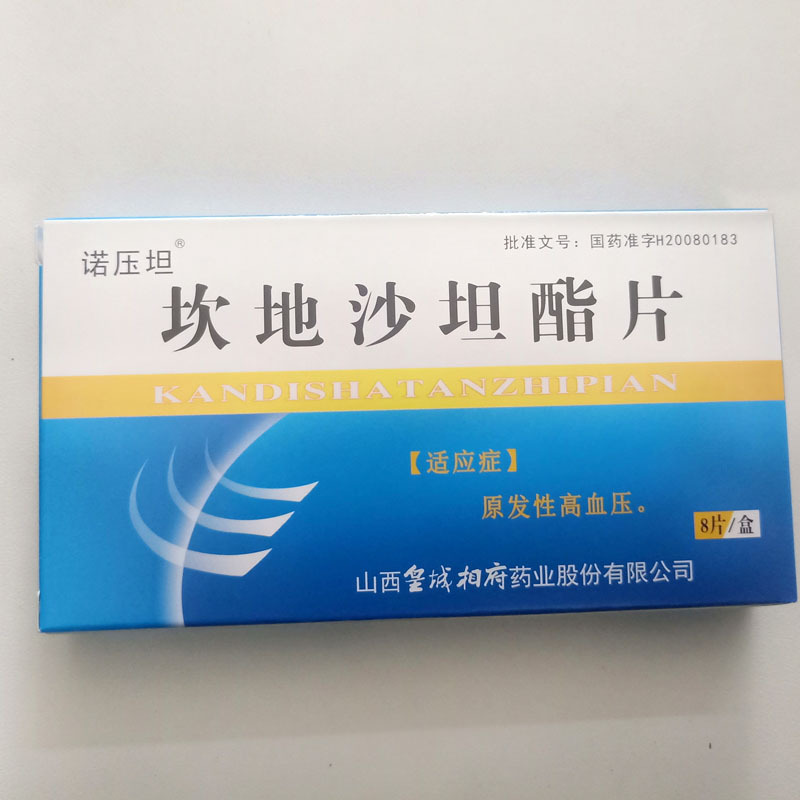 批准文号：国药准字H20080183
诺压坦®
坎地沙坦酯片
KANDISHATANZHIPIAN
【适应症】
原发性高血压。
8片/盒
山西皇城相府药业股份有限公司